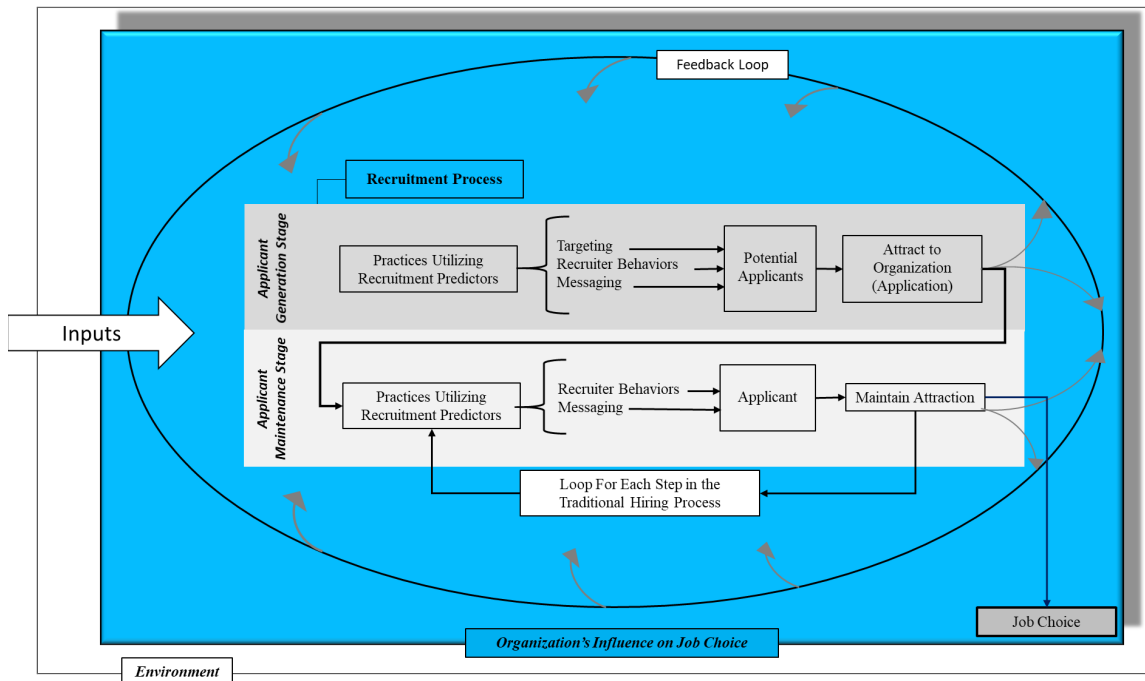 Feedback Loop
Recruitment Process
Applicant
Generation Stage
Practices Utilizing
Recruitment Predictors
Targeting
Recruiter Behaviors
Messaging
Potential
Applicants
Attract to
Organization
(Application)
Inputs
Applicant
Maintenance Stage
Practices Utilizing
Recruitment Predictors
Recruiter Behaviors
Messaging
Applicant
Maintain Attraction
Loop For Each Step in the
Traditional Hiring Process
Job Choice
Organization's Influence on Job Choice
Environment